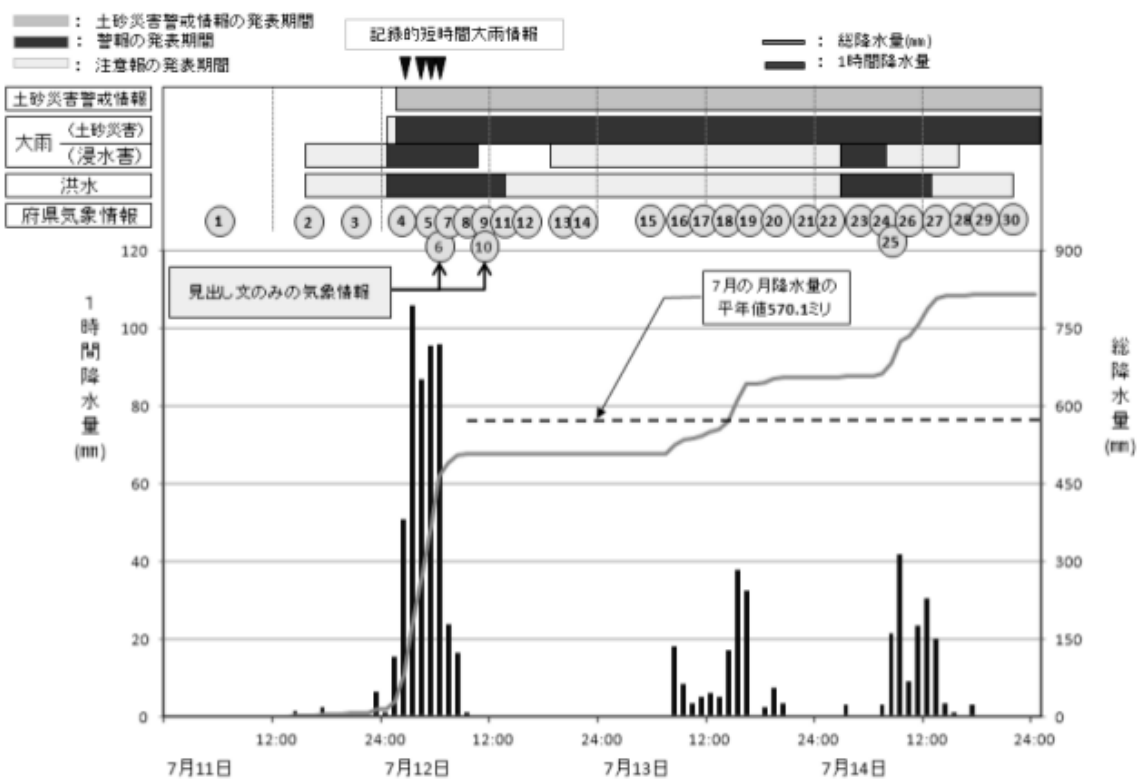 ： 土砂災害警戒情報の発表期間
： 警報の発表期間
： 注意報の発表期間
記録的短時間大雨情報
： 総降水量(㎜)
： 1時間降水量
土砂災害警戒情報
大雨
（土砂災害）
（浸水害）
洪水
府県気象情報
1 2 3 4 5 7 8 9 11 12 13 14 15 16 17 18 19 20 21 22 23 24 26 27 28 29 30
6 10 25
見出し文のみの気象情報
7月の月降水量の
平年値570.1ミリ
1時間降水量(㎜)
120
100
80
60
40
20
0
総降水量(㎜)
900
750
600
450
300
150
0
12:00 24:00 12:00 24:00 12:00 24:00 12:00 24:00
7月11日 7月12日 7月13日 7月14日